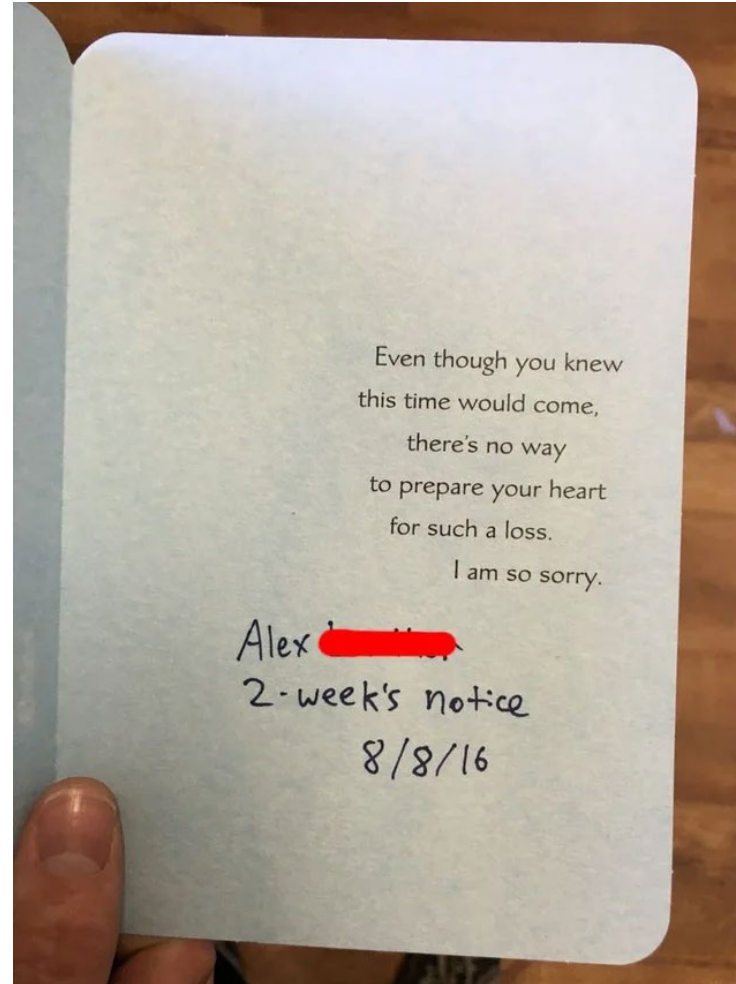 Even though you knew
this time would come,
there's no way
to prepare your heart
for such a loss.
I am so sorry.
Alex
2-week's notice
8/8/16